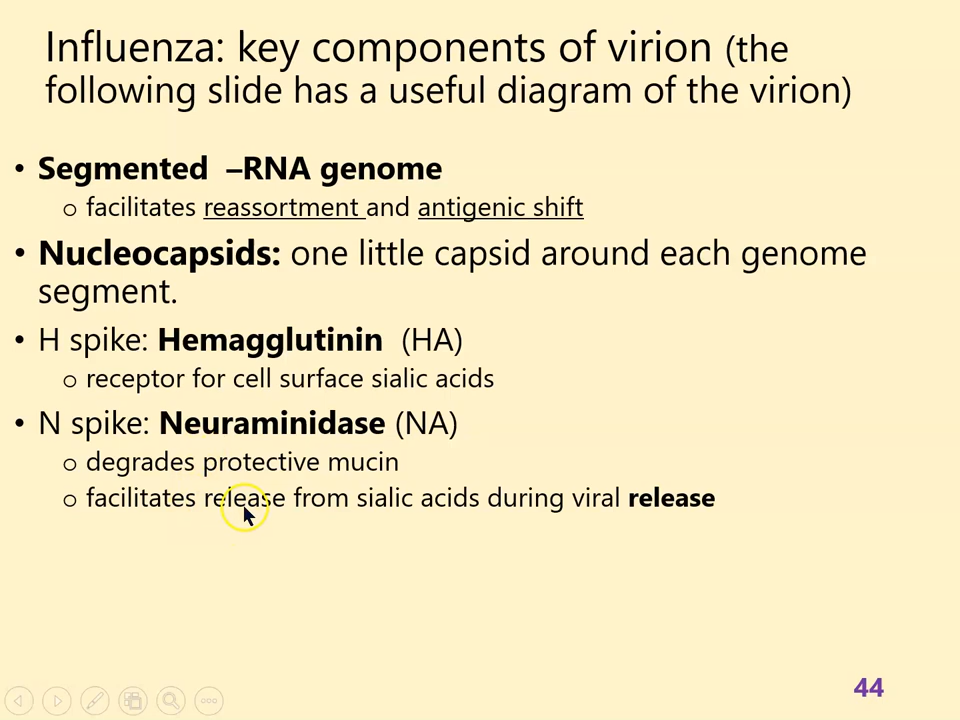 Influenza: key components of virion (the
following slide has a useful diagram of the virion)
• Segmented –RNA genome
o facilitates reassortment and antigenic shift
• Nucleocapsids: one little capsid around each genome
segment.
• H spike: Hemagglutinin (HA)
o receptor for cell surface sialic acids
• N spike: Neuraminidase (NA)
o degrades protective mucin
o facilitates release from sialic acids during viral release
44